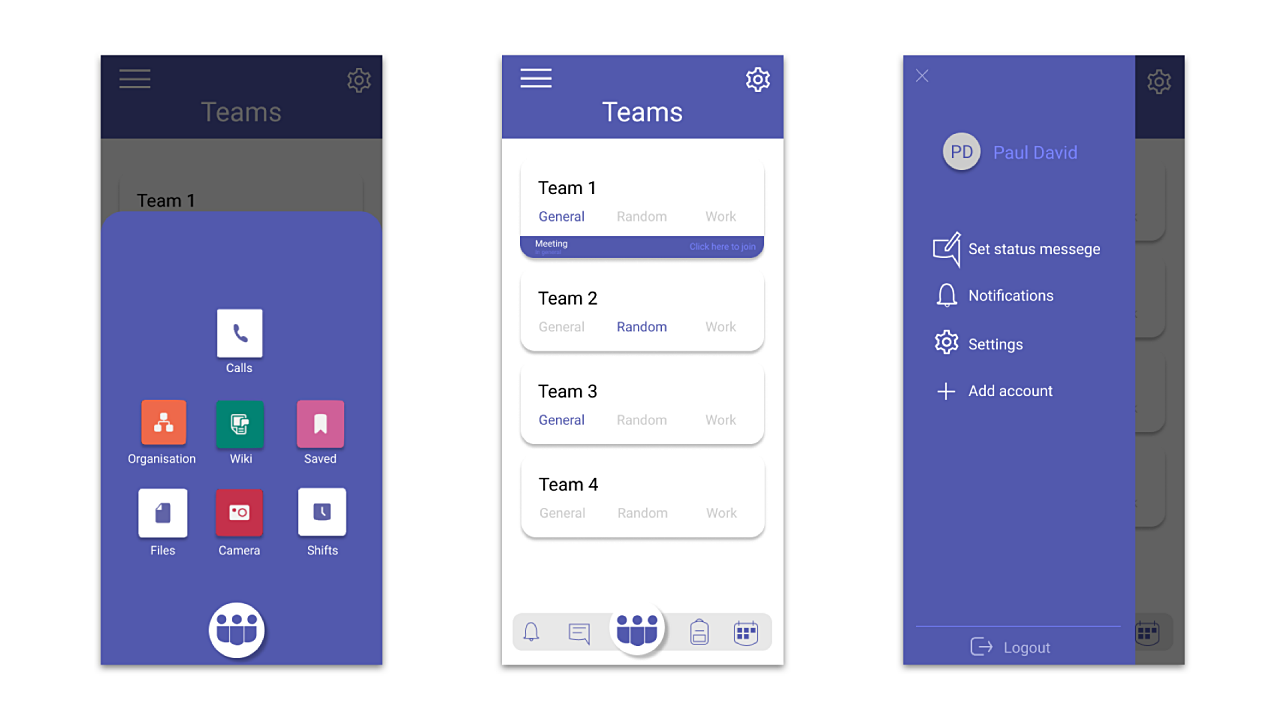 Teams
Team 1
Calls
Organisation Wiki Saved
Files Camera Shifts
Teams
Team 1
General Random Work
Meeting Click here to join
Team 2
General Random Work
Team 3
General Random Work
Team 4
General Random Work
PD Paul David
Set status messege
Notifications
Settings
Add account
Logout